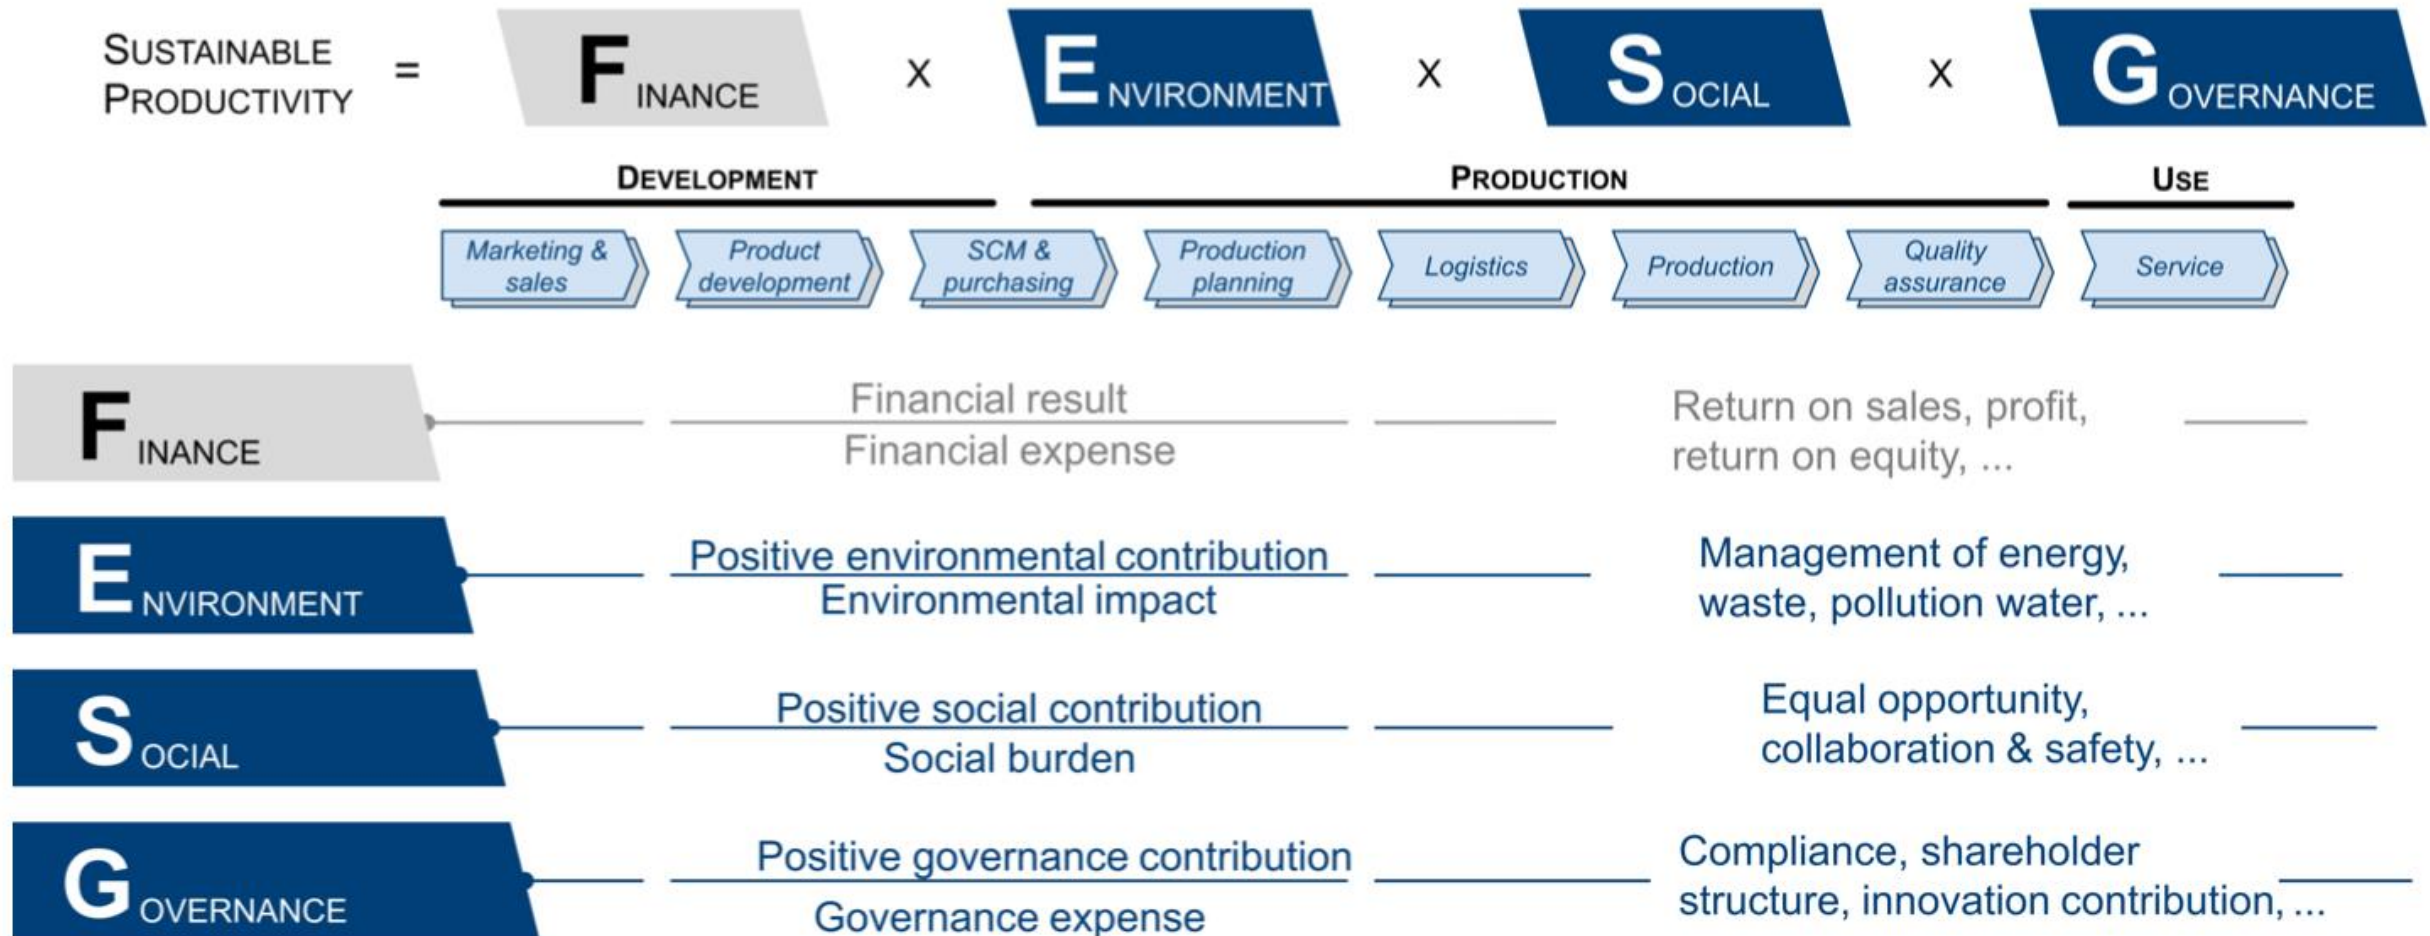 SUSTAINABLE
PRODUCTIVITY
=
FINANCE
X
ENVIRONMENT
X
SOCIAL
X
GOVERNANCE
DEVELOPMENT
PRODUCTION
USE
Marketing &
sales
Product
development
SCM &
purchasing
Production
planning
Logistics
Production
Quality
assurance
Service
FINANCE
Financial result
Financial expense
Return on sales, profit,
return on equity, ...
ENVIRONMENT
Positive environmental contribution
Environmental impact
Management of energy,
waste, pollution water, ...
SOCIAL
Positive social contribution
Social burden
Equal opportunity,
collaboration & safety, ...
GOVERNANCE
Positive governance contribution
Governance expense
Compliance, shareholder
structure, innovation contribution, ...